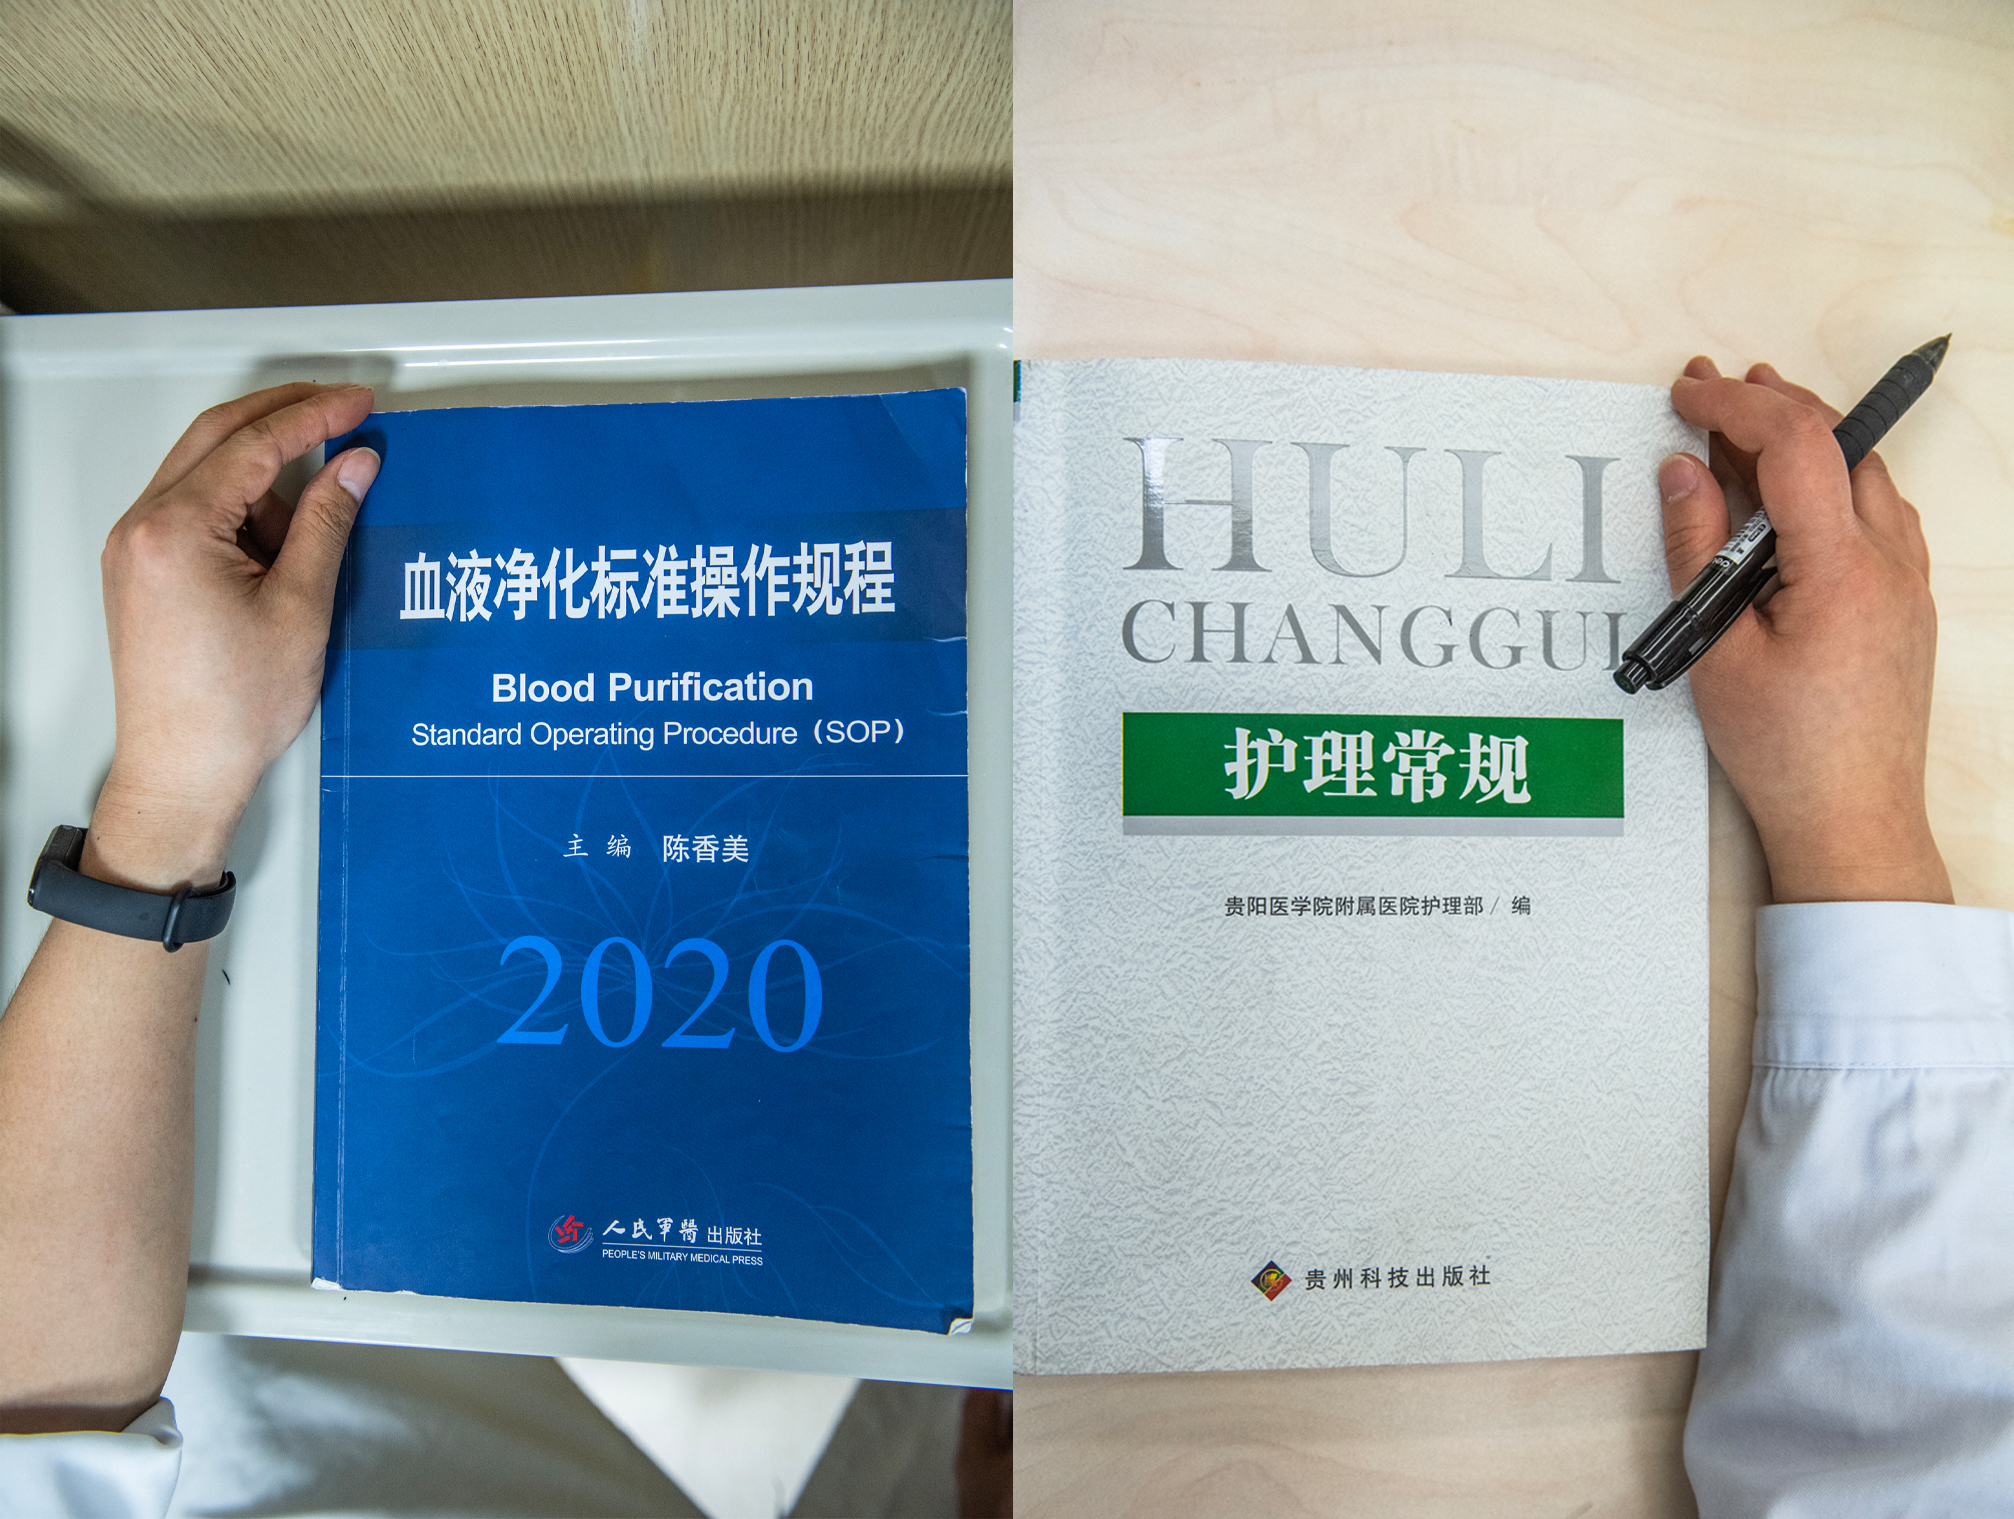 血液净化标准操作规程
Blood Purification
Standard Operating Procedure（SOP）
主 编 陈香美
2020
人民军醫 出版社
PEOPLE'S MILITARY MEDICAL PRESS
HULI
CHANGGUI
护理常规
贵阳医学院附属医院护理部 / 编
贵州科技出版社